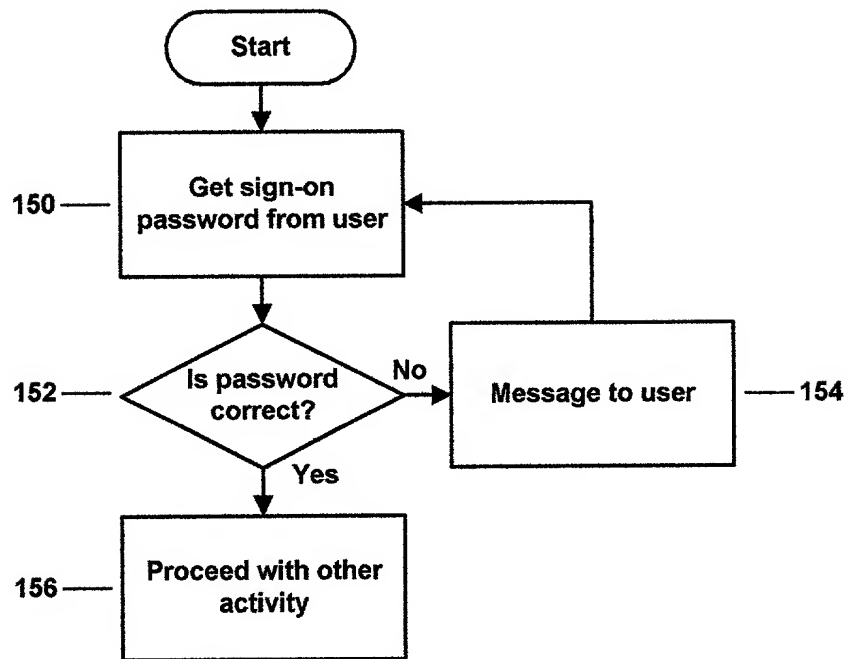 Start
150
Get sign-on
password from user
152
Is password
correct?
No
Message to user
154
Yes
156
Proceed with other
activity